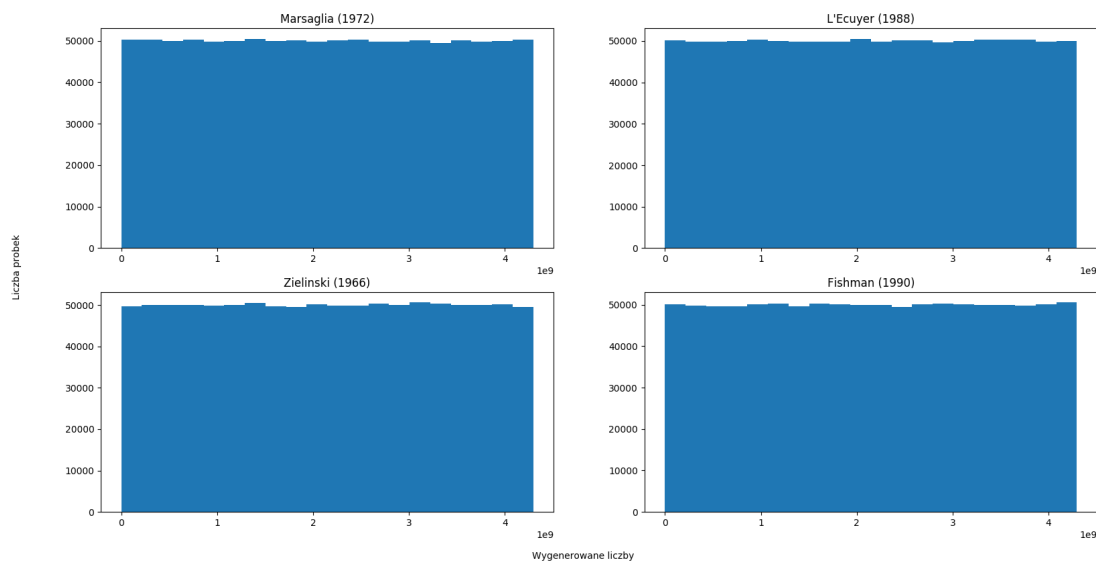 Marsaglia (1972)
50000
40000
30000
20000
10000
0
0 1 2 3 4
1e9
L'Ecuyer (1988)
50000
40000
30000
20000
10000
0
0 1 2 3 4
1e9
Liczba probek
Zielinski (1966)
50000
40000
30000
20000
10000
0
0 1 2 3 4
1e9
Fishman (1990)
50000
40000
30000
20000
10000
0
0 1 2 3 4
1e9
Wygenerowane liczby